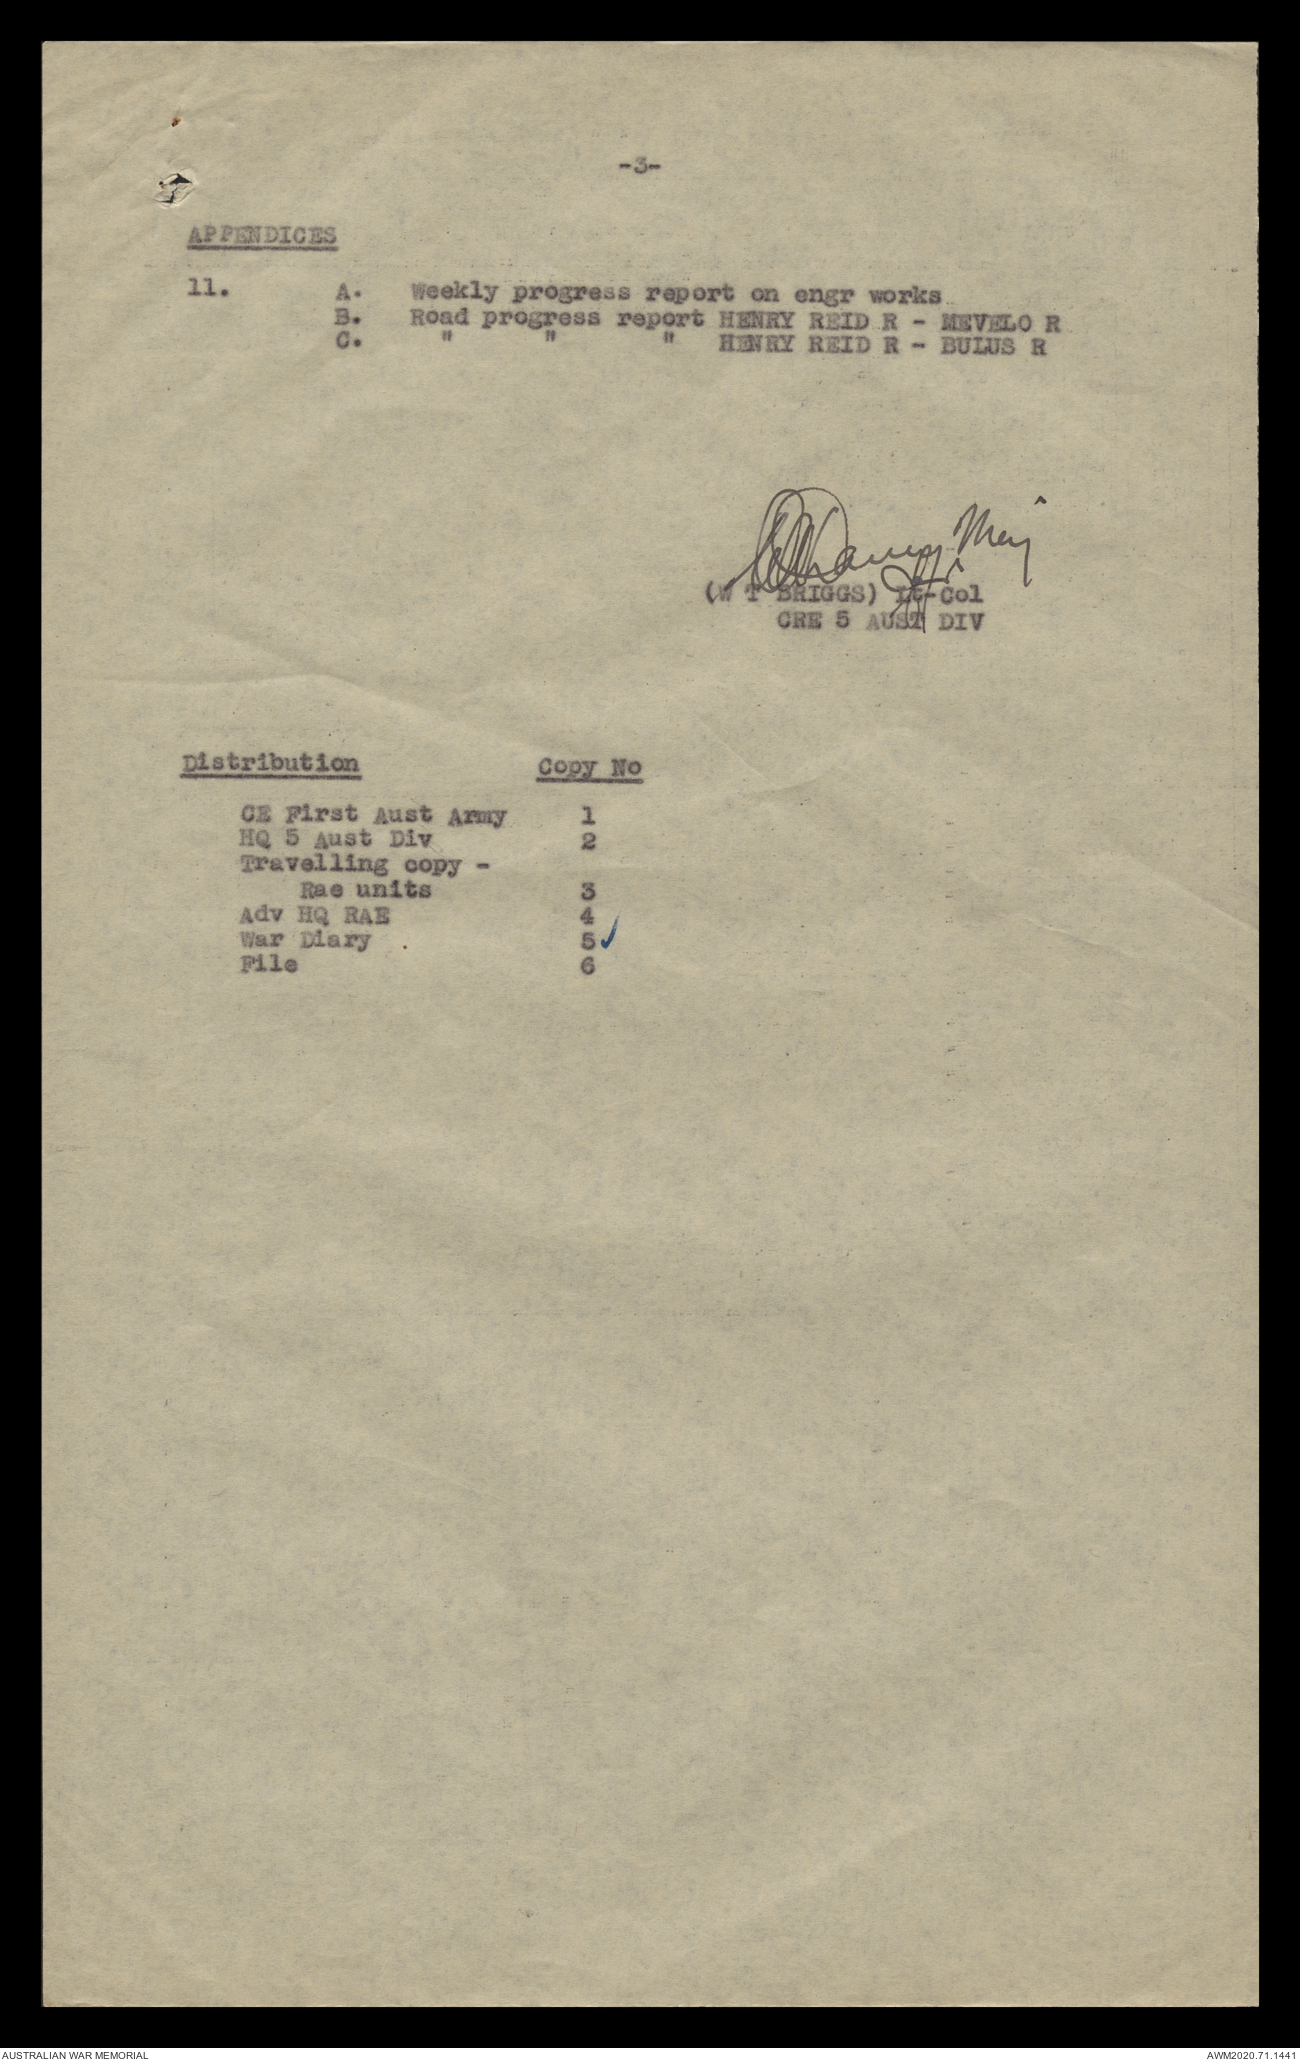 -3-
APPENDICES
11. A. Weekly progress report on engr works
B. Road progress report HENRY REID R - MEVELO R
C. " " " HENRY REID R - BULUS R
Maj
for
(W T BRIGGS) Lt-Col
CRE 5 AUST DIV
Distribution Copy No
CE First Aust Army 1
HQ 5 Aust Div 2
Travelling copy -
Rae units 3
Adv HQ RAE 4
War Diary . 5 ✓
File 6
AUSTRALIAN WAR MEMORIAL AWM2020.71.1441